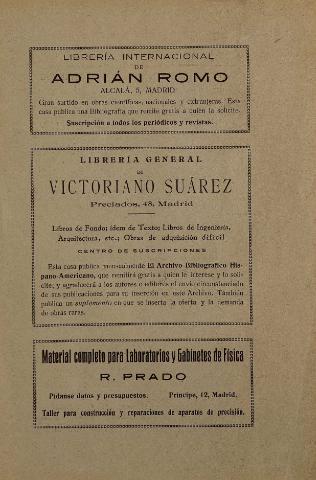 LIBRERÍA INTERNACIONAL
DE
ADRIÁN ROMO
ALCALÁ, 5, MADRID
Gran surtido en obras científicas, nacionales y extranjeras. Esta
casa publica una Bibliografía que remite gratis a quien la solicite.
Suscripción a todos los periódicos y revistas.
LIBRERÍA GENERAL
DE
VICTORIANO SUÁREZ
Preciados, 48, Madrid
Libros de Fondo; ídem de Texto; Libros de Ingeniería,
Arquitectura, etc.; Obras de adquisición difícil
CENTRO DE SUSCRIPCIONES
Esta casa publica mensualmente El Archivo Bibliográfico His-
pano-Americano, que remitirá gratis a quien le interese y lo soli-
cite, y agradecerá a los autores o editores el envío circunstanciado
de sus publicaciones para su inserción en este Archivo. También
publica un suplemento en que se inserta la oferta y la demanda
de obras raras.
Material completo para Laboratorios y Gabinetes de Física
R. PRADO
Pídanse datos y presupuestos. Príncipe, 12, Madrid.
Taller para construcción y reparaciones de aparatos de precisión.